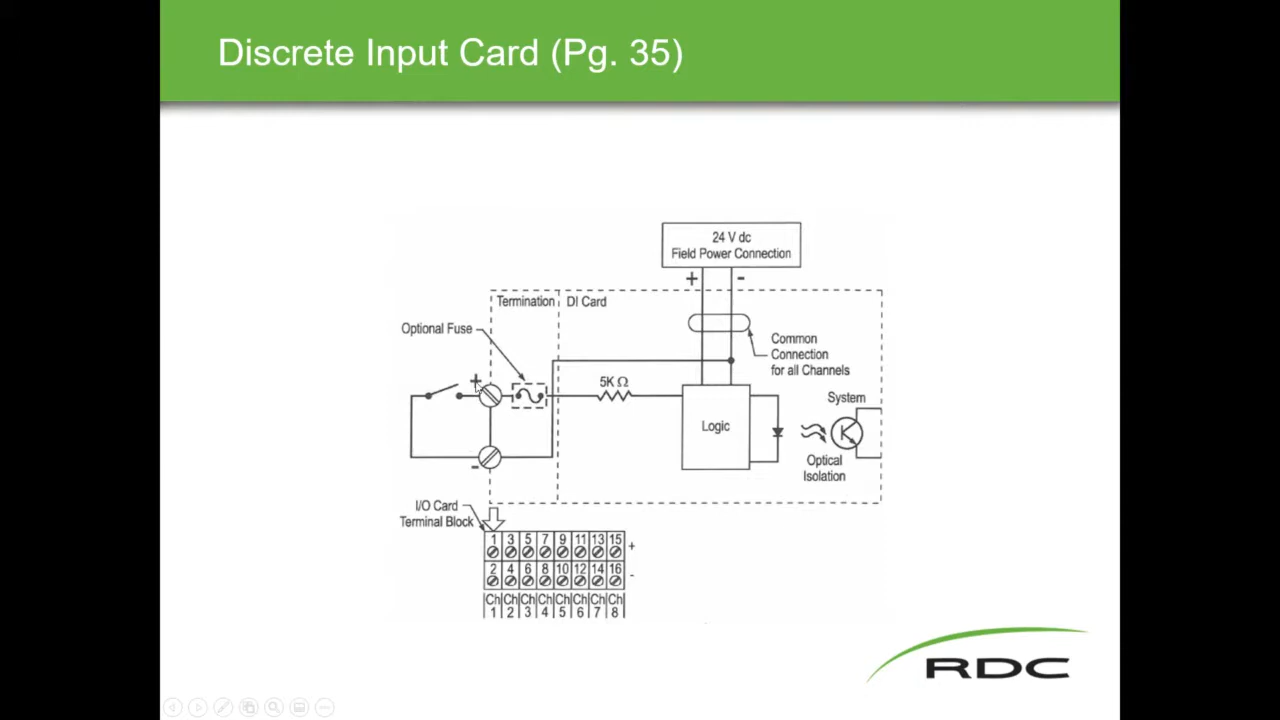 Discrete Input Card (Pg. 35)
24 V dc
Field Power Connection
+ -
Termination DI Card
Optional Fuse
Common
Connection
for all Channels
+
5K Ω
System
Logic
Optical
Isolation
-
I/O Card
Terminal Block
1 3 5 7 9 11 13 15 +
2 4 6 8 10 12 14 16 -
Ch Ch Ch Ch Ch Ch Ch Ch
1 2 3 4 5 6 7 8
RDC